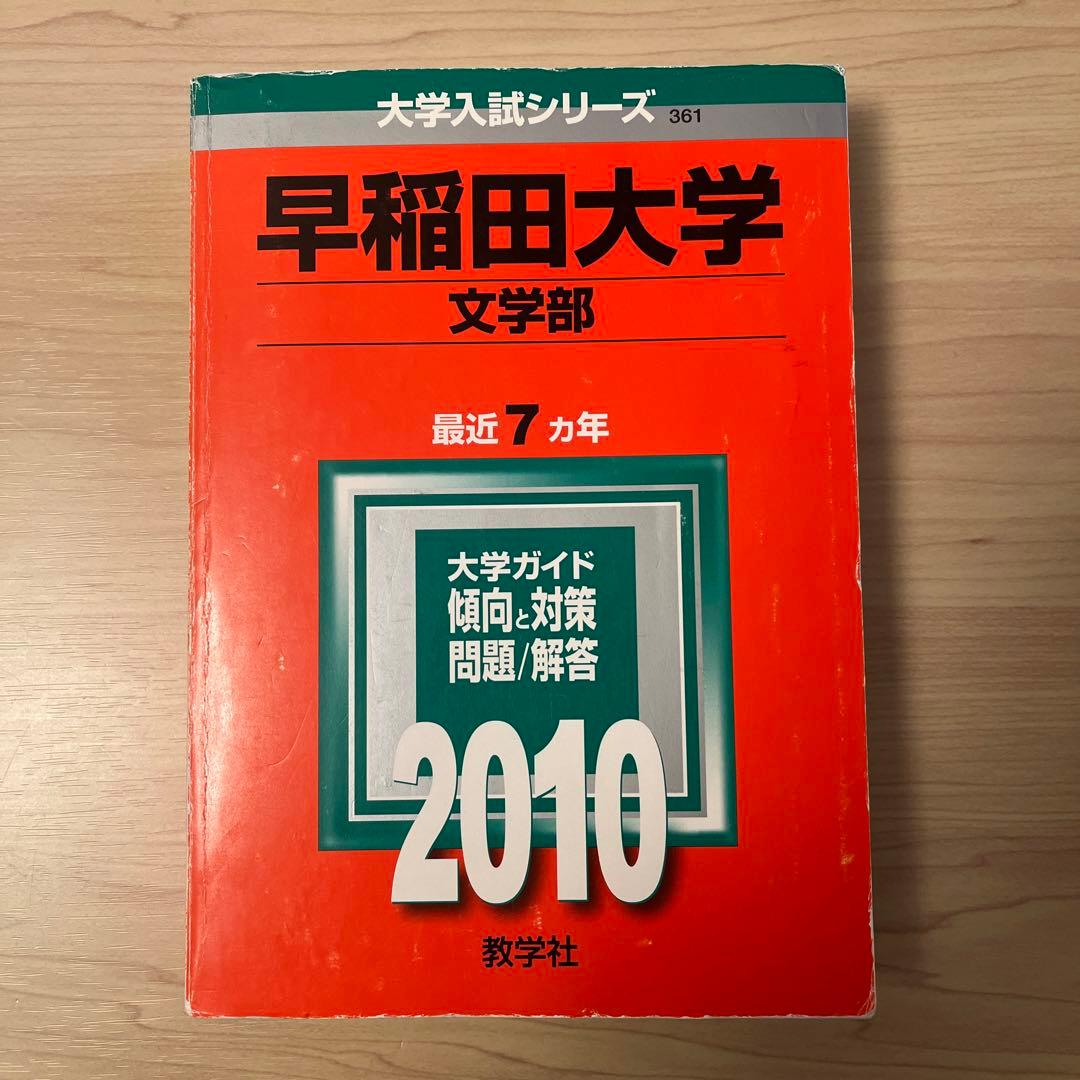 大学入試シリーズ 361
早稲田大学
文学部
最近7ヵ年
大学ガイド
傾向と対策
問題/解答
2010
教学社